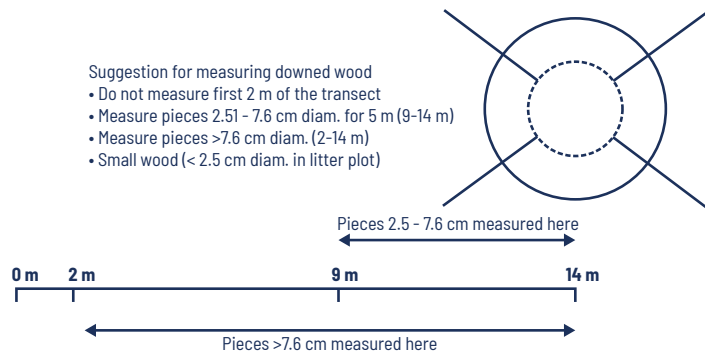 Suggestion for measuring downed wood
• Do not measure first 2 m of the transect
• Measure pieces 2.51 - 7.6 cm diam. for 5 m (9-14 m)
• Measure pieces >7.6 cm diam. (2-14 m)
• Small wood (< 2.5 cm diam. in litter plot)
Pieces 2.5 - 7.6 cm measured here
0 m 2 m 9 m 14 m
Pieces >7.6 cm measured here